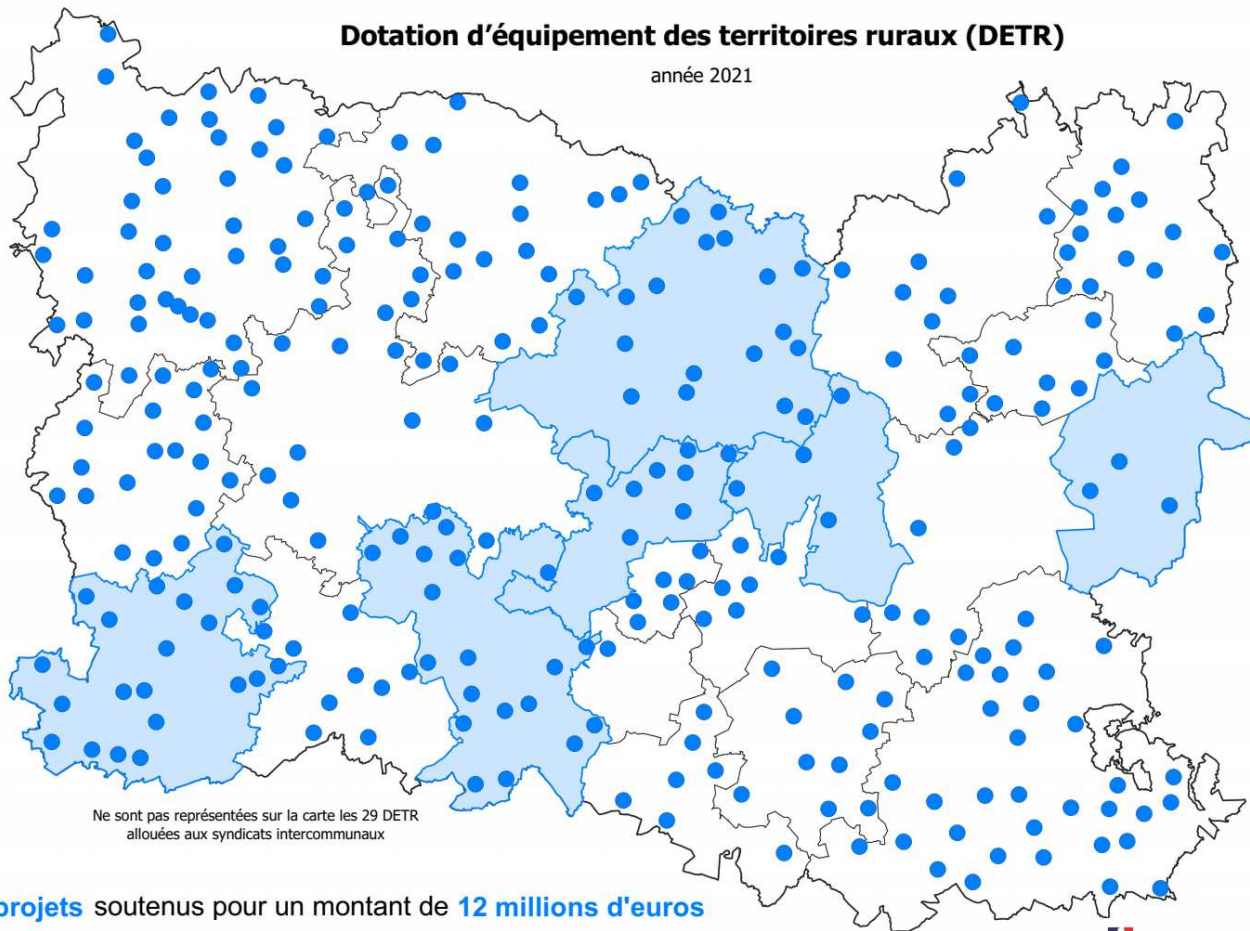 Dotation d'équipement des territoires ruraux (DETR)
année 2021
Ne sont pas représentées sur la carte les 29 DETR
allouées aux syndicats intercommunaux
projets soutenus pour un montant de 12 millions d'euros